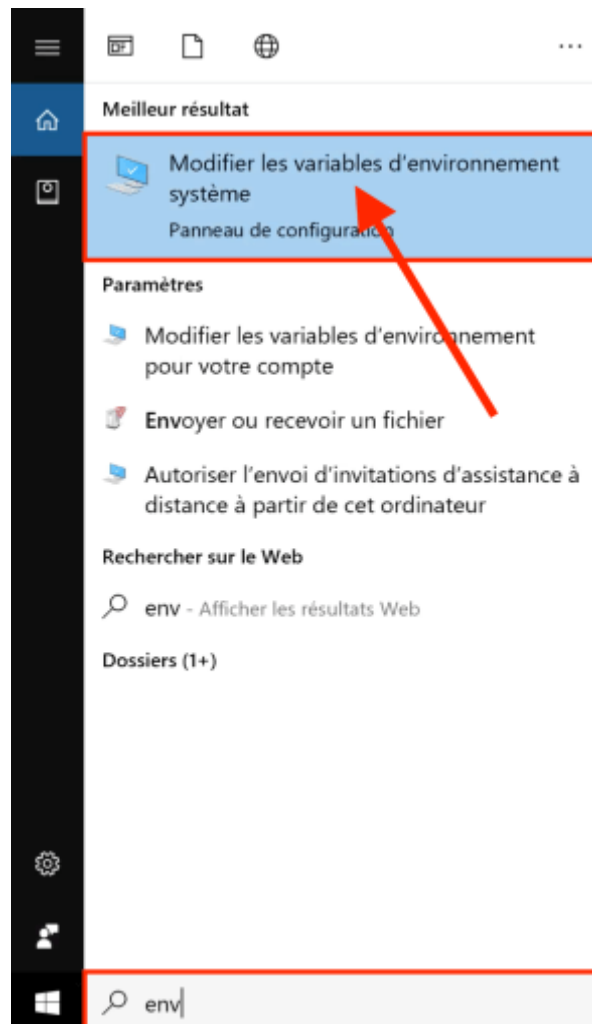 Meilleur résultat
Modifier les variables d'environnement
système
Panneau de configuration
Paramètres
Modifier les variables d'environnement
pour votre compte
Envoyer ou recevoir un fichier
Autoriser l'envoi d'invitations d'assistance à
distance à partir de cet ordinateur
Rechercher sur le Web
env - Afficher les résultats Web
Dossiers (1+)
env